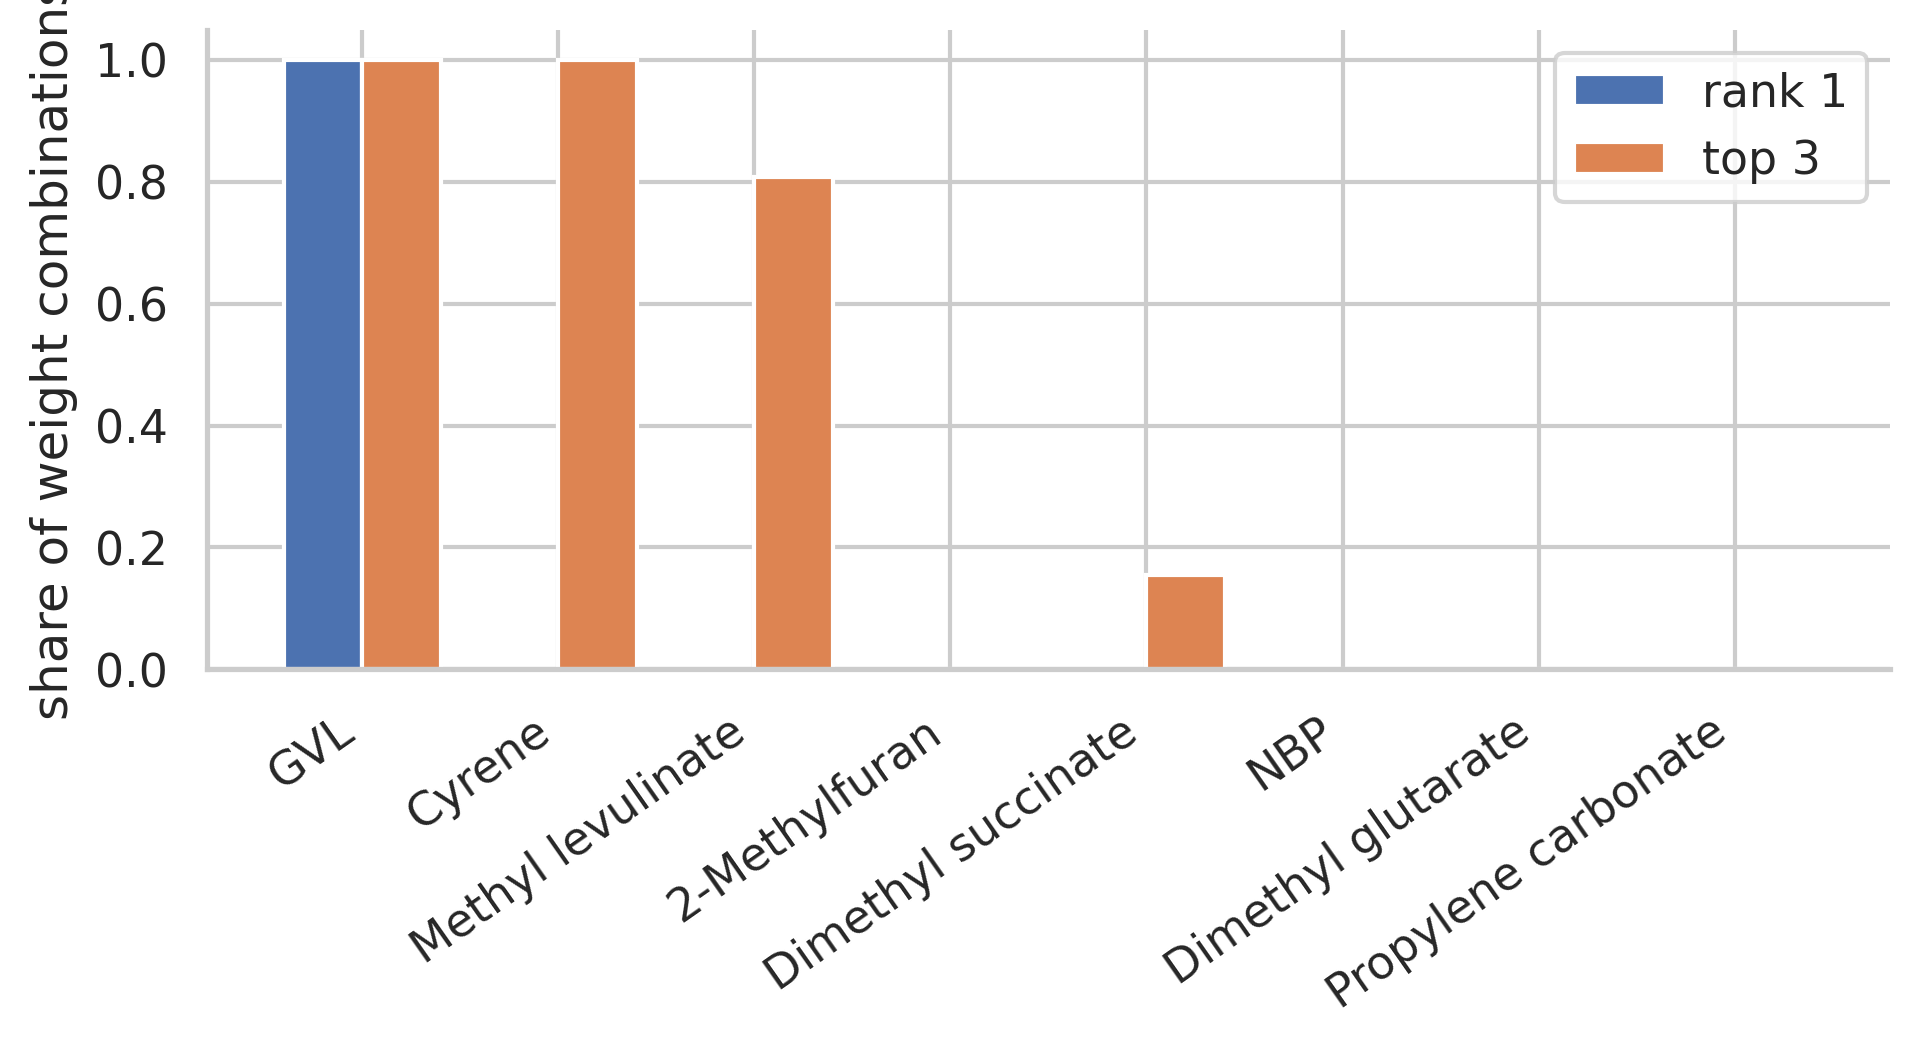 share of weight combinations
1.0
0.8
0.6
0.4
0.2
0.0
rank 1
top 3
GVL
Cyrene
Methyl levulinate
2-Methylfuran
Dimethyl succinate
NBP
Dimethyl glutarate
Propylene carbonate